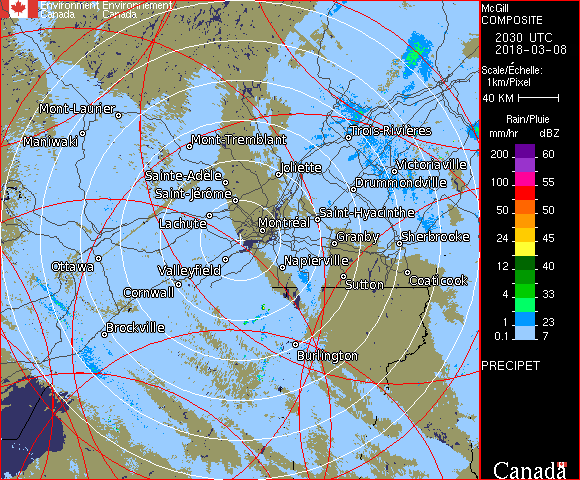 Environment Environnement
Canada Canada
McGill
COMPOSITE
2030 UTC
2018-03-08
Scale/Échelle:
1km/Pixel
40 KM
Rain/Pluie
mm/hr dBZ
200 60
100 55
50 50
24 45
12 40
4 33
1 23
0.1 7
PRECIPET
Canada
Mont-Laurier
Maniwaki
Mont-Tremblant
Trois-Rivières
Joliette
Victoriaville
Sainte-Adèle
Drummondville
Saint-Jérôme
Lachute
Montréal
Saint-Hyacinthe
Granby
Sherbrooke
Ottawa
Valleyfield
Napierville
Cornwall
Sutton
Coaticook
Brockville
Burlington